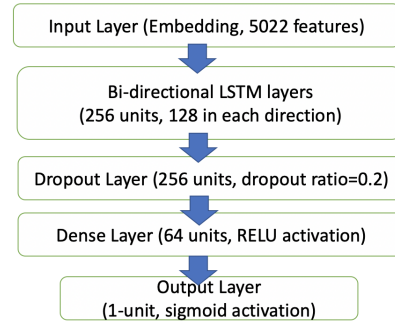 Input Layer (Embedding, 5022 features)
Bi-directional LSTM layers
(256 units, 128 in each direction)
Dropout Layer (256 units, dropout ratio=0.2)
Dense Layer (64 units, RELU activation)
Output Layer
(1-unit, sigmoid activation)